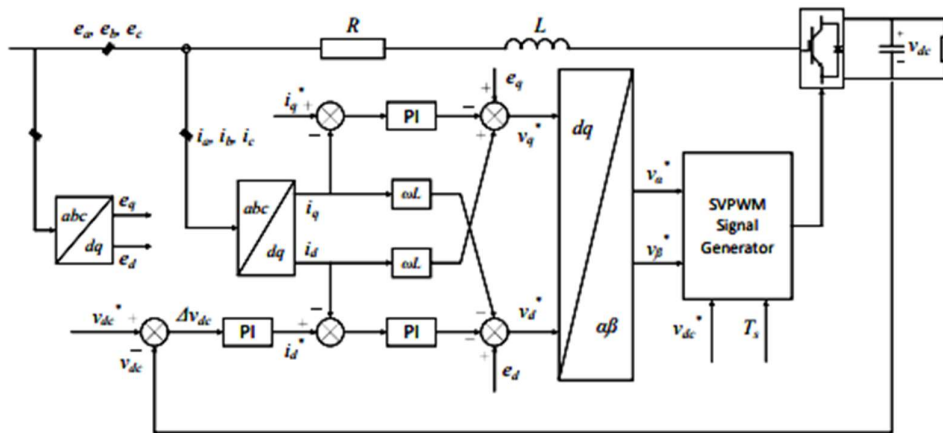 e_a, e_b, e_c
R
L
v_dc
+
−
i_a, i_b, i_c
i_q* +
−
PI
−
+
e_q
+
v_q*
dq
αβ
v_α*
v_β*
SVPWM
Signal
Generator
v_dc*
T_s
abc
dq
e_q
e_d
abc
dq
i_q
i_d
ωL
ωL
v_dc* +
−
v_dc
Δv_dc
PI
+
i_d*
−
PI
−
−
+
v_d*
e_d